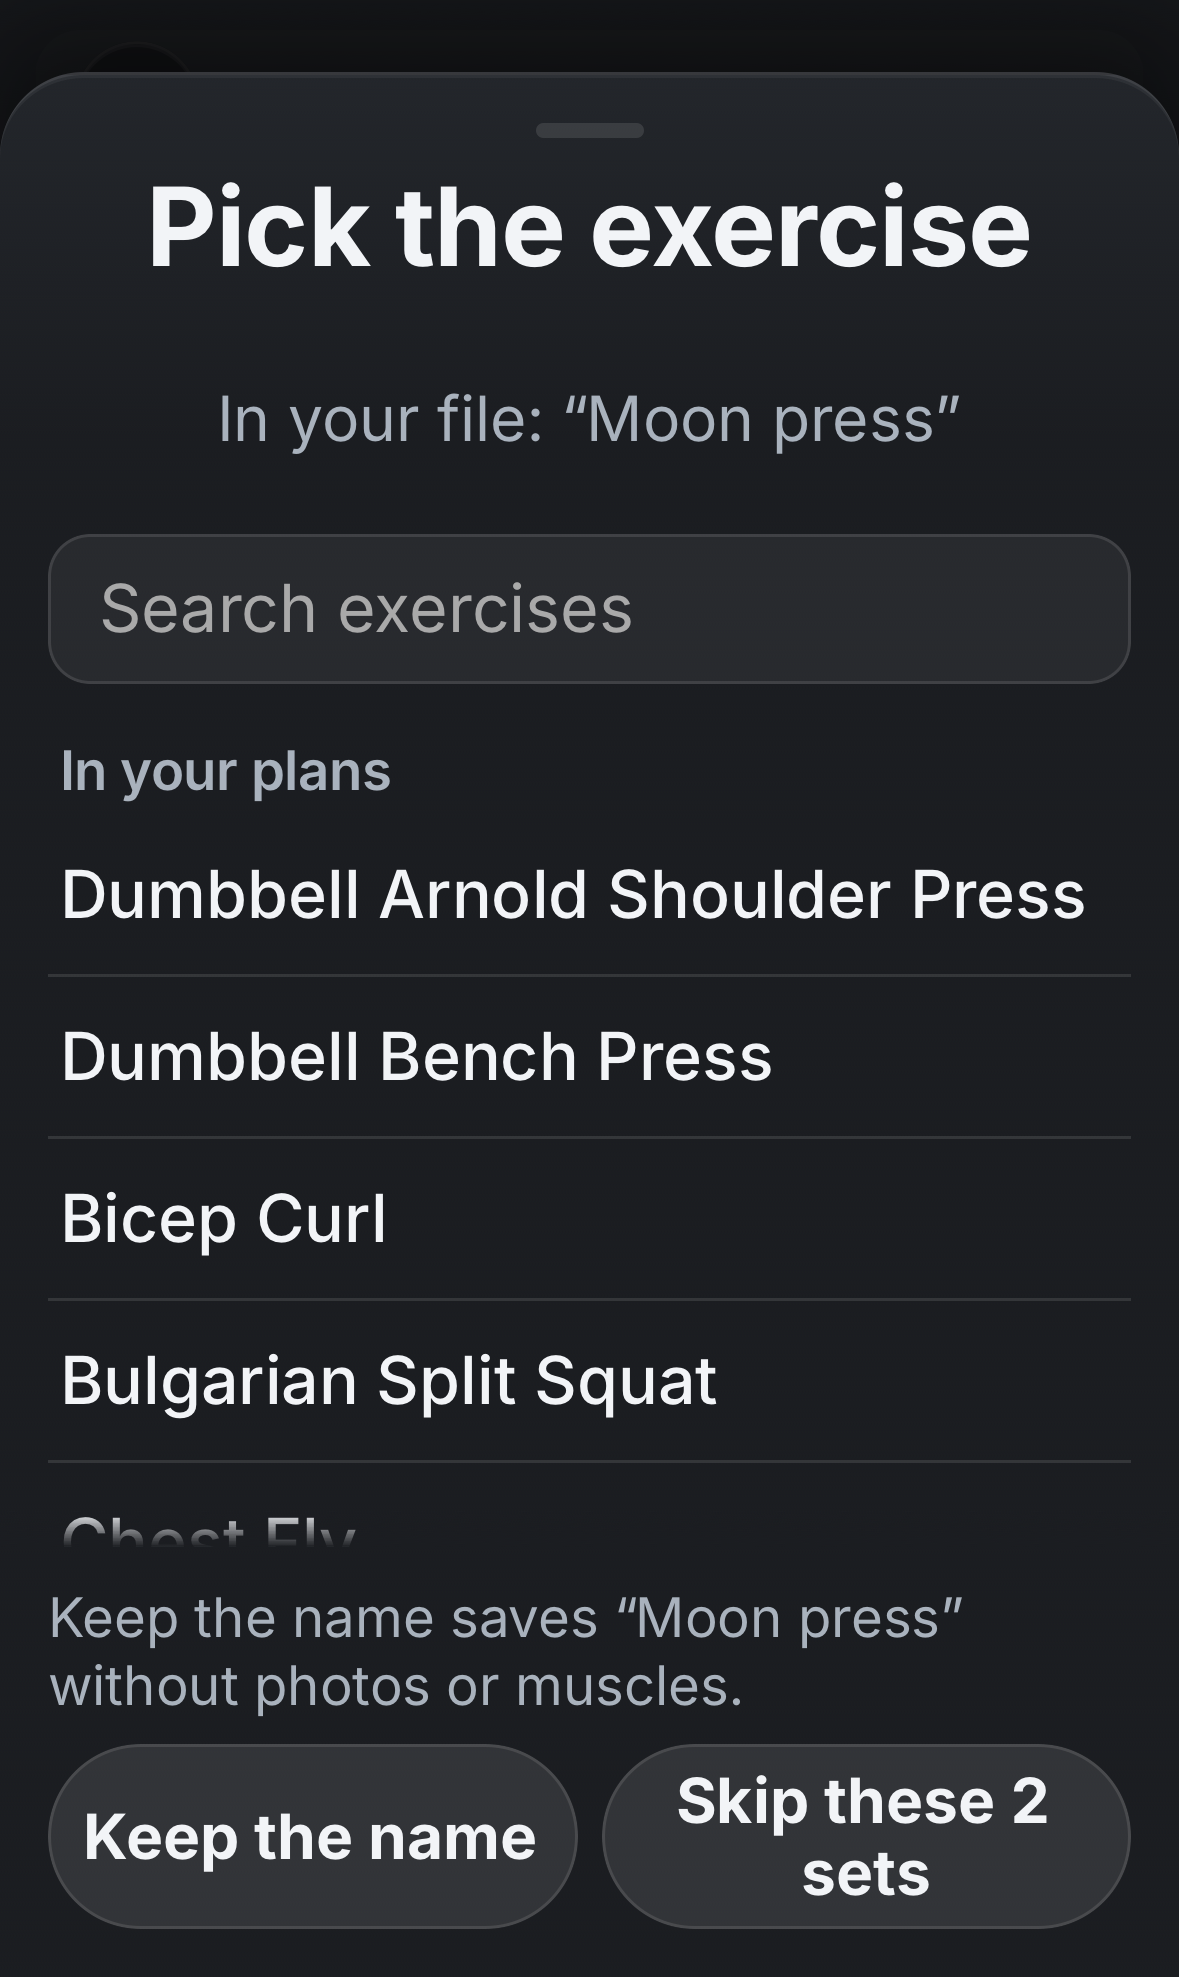 Pick the exercise
In your file: “Moon press”
Search exercises
In your plans
Dumbbell Arnold Shoulder Press
Dumbbell Bench Press
Bicep Curl
Bulgarian Split Squat
Chest Fly
Keep the name saves “Moon press”
without photos or muscles.
Keep the name
Skip these 2
sets